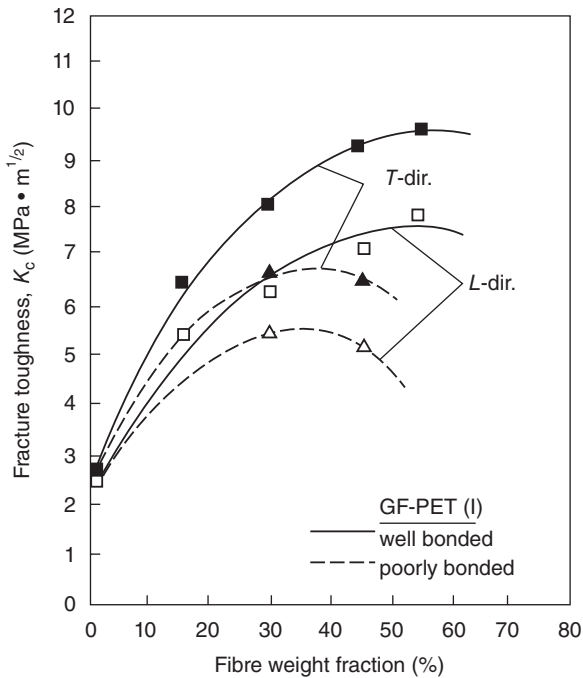 12
11
10
9
8
7
6
5
4
3
2
1
0
Fracture toughness, Kc (MPa • m1/2)
T-dir.
L-dir.
GF-PET (I)
well bonded
poorly bonded
0 10 20 30 40 50 60 70 80
Fibre weight fraction (%)